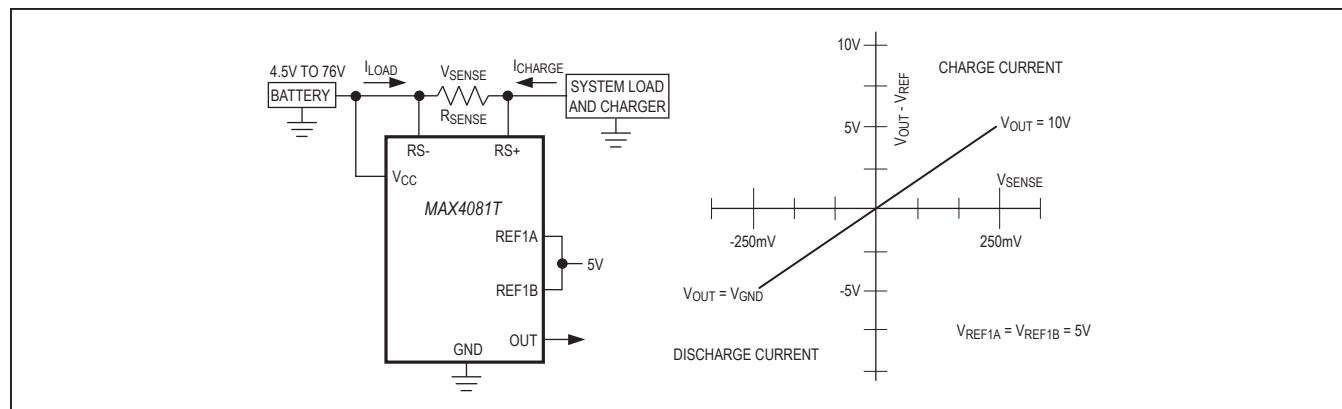 4.5V TO 76V
BATTERY
ILOAD
VSENSE
RSENSE
ICHARGE
SYSTEM LOAD
AND CHARGER
RS-
RS+
VCC
MAX4081T
REF1A
REF1B
5V
OUT
GND
10V
5V
-5V
VOUT - VREF
CHARGE CURRENT
VOUT = 10V
VSENSE
-250mV
250mV
VOUT = VGND
DISCHARGE CURRENT
VREF1A = VREF1B = 5V